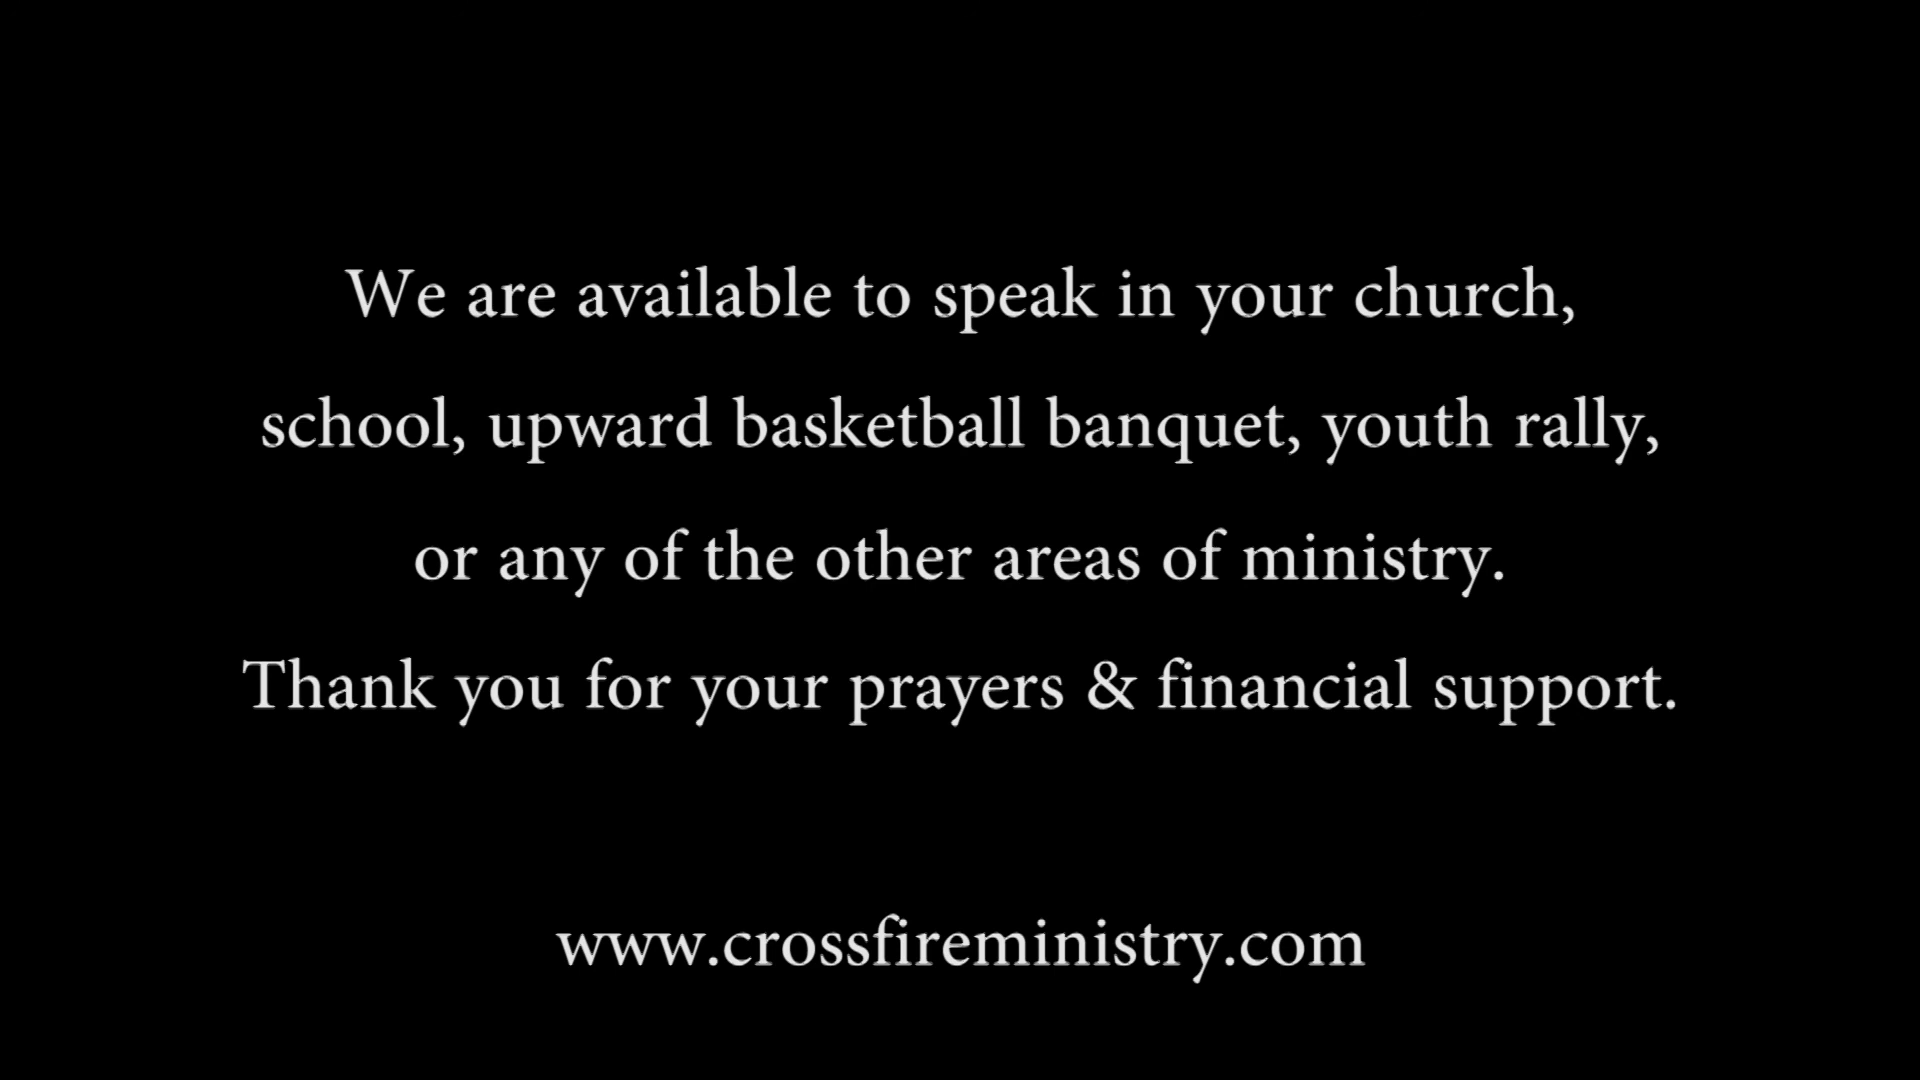 We are available to speak in your church,
school, upward basketball banquet, youth rally,
or any of the other areas of ministry.
Thank you for your prayers & financial support.
www.crossfireministry.com